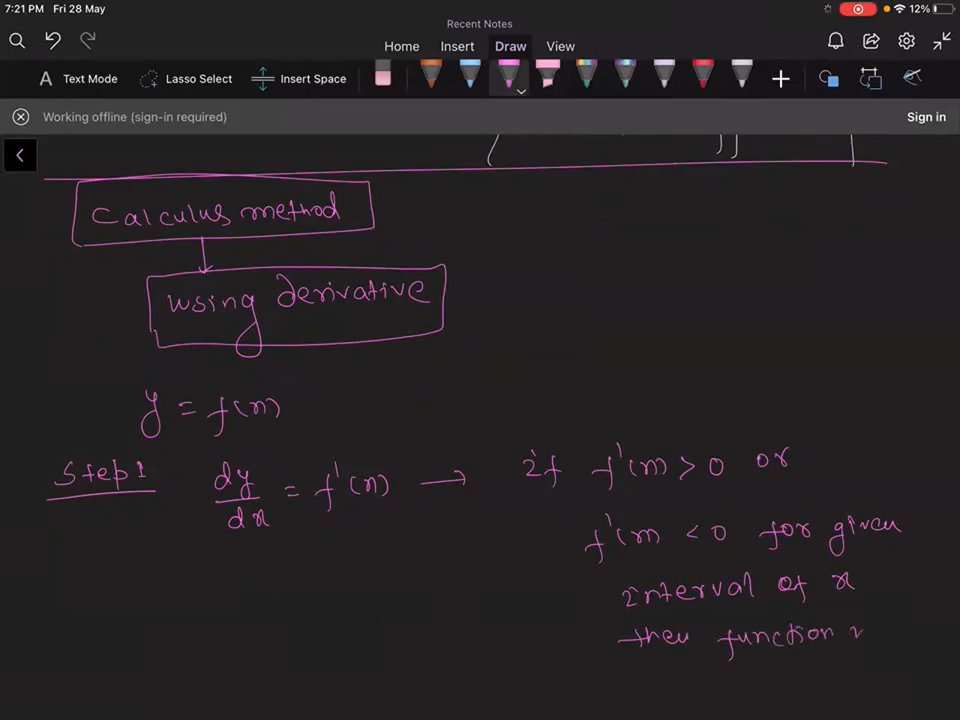 7:21 PM Fri 28 May
12%
Recent Notes
Home Insert Draw View
A Text Mode Lasso Select Insert Space
Working offline (sign-in required) Sign in
Calculus method
using derivative
y = f(x)
Step 1 dy/dx = f'(x) → if f'(x) > 0 or
f'(x) < 0 for given
interval of x
then function